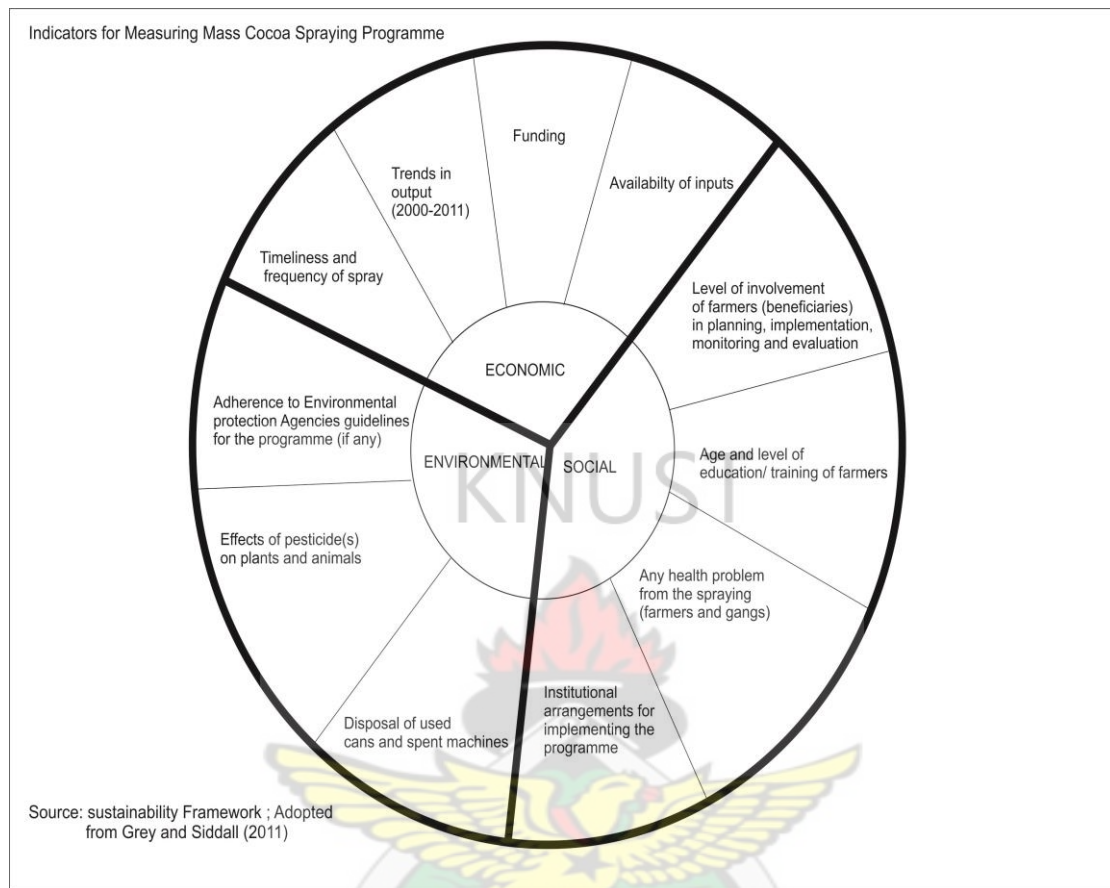 Indicators for Measuring Mass Cocoa Spraying Programme
Funding
Trends in
output
(2000-2011)
Availabilty of inputs
Timeliness and
frequency of spray
Level of involvement
of farmers (beneficiaries)
in planning, implementation,
monitoring and evaluation
ECONOMIC
Adherence to Environmental
protection Agencies guidelines
for the programme (if any)
ENVIRONMENTAL
SOCIAL
Age and level of
education/ training of farmers
KNUST
Effects of pesticide(s)
on plants and animals
Any health problem
from the spraying
(farmers and gangs)
Institutional
arrangements for
implementing the
programme
Disposal of used
cans and spent machines
Source: sustainability Framework ; Adopted
from Grey and Siddall (2011)